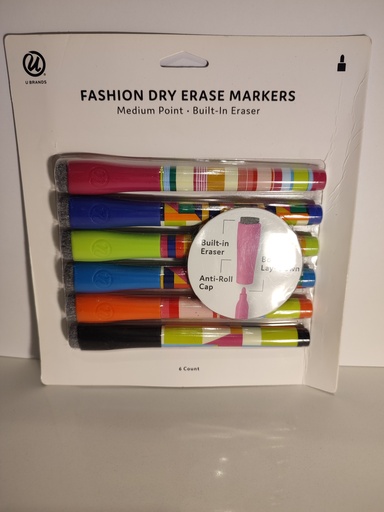 U BRANDS
FASHION DRY ERASE MARKERS
Medium Point • Built-In Eraser
Built-in
Eraser
Anti-Roll
Cap
6 Count